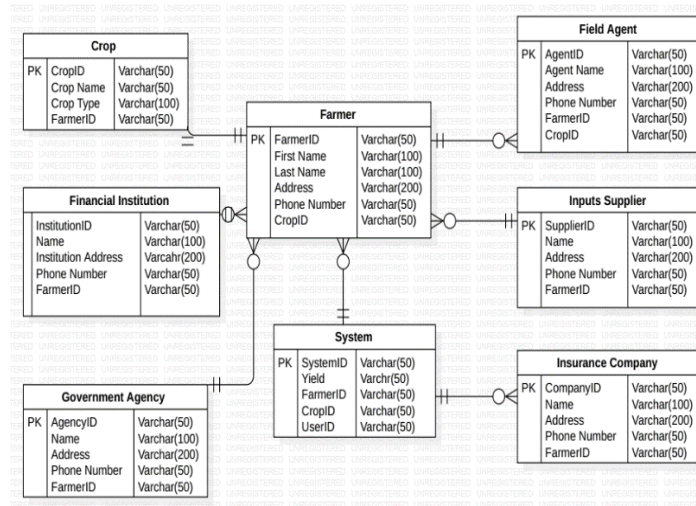 Crop
PK CropID Varchar(50)
Crop Name Varchar(50)
Crop Type Varchar(100)
FarmerID Varchar(50)
Farmer
PK FarmerID Varchar(50)
First Name Varchar(100)
Last Name Varchar(100)
Address Varchar(200)
Phone Number Varchar(50)
CropID Varchar(50)
Field Agent
PK AgentID Varchar(50)
Agent Name Varchar(100)
Address Varchar(200)
Phone Number Varchar(50)
FarmerID Varchar(50)
CropID Varchar(50)
Financial Institution
InstitutionID Varchar(50)
Name Varchar(100)
Institution Address Varcahr(200)
Phone Number Varchar(50)
FarmerID Varchar(50)
Inputs Supplier
PK SupplierID Varchar(50)
Name Varchar(100)
Address Varchar(200)
Phone Number Varchar(50)
FarmerID Varchar(50)
System
PK SystemID Varchar(50)
Yield Varchr(50)
FarmerID Varchar(50)
CropID Varchar(50)
UserID Varchar(50)
Insurance Company
PK CompanyID Varchar(50)
Name Varchar(100)
Address Varchar(200)
Phone Number Varchar(50)
FarmerID Varchar(50)
Government Agency
PK AgencyID Varchar(50)
Name Varchar(100)
Address Varchar(200)
Phone Number Varchar(50)
FarmerID Varchar(50)
UNREGISTERED